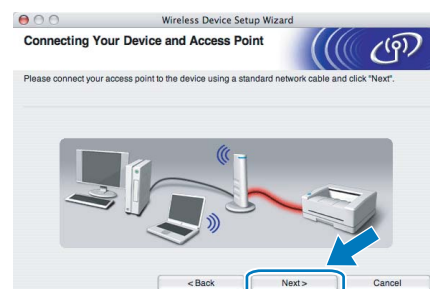 Wireless Device Setup Wizard
Connecting Your Device and Access Point
Please connect your access point to the device using a standard network cable and click "Next".
< Back
Next >
Cancel